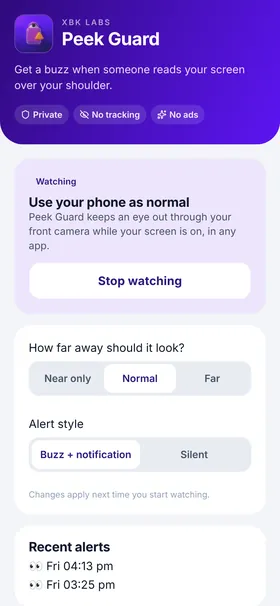 XBK LABS
Peek Guard
Get a buzz when someone reads your screen
over your shoulder.
Private
No tracking
No ads
Watching
Use your phone as normal
Peek Guard keeps an eye out through your
front camera while your screen is on, in any
app.
Stop watching
How far away should it look?
Near only
Normal
Far
Alert style
Buzz + notification
Silent
Changes apply next time you start watching.
Recent alerts
👀 Fri 04:13 pm
👀 Fri 03:25 pm